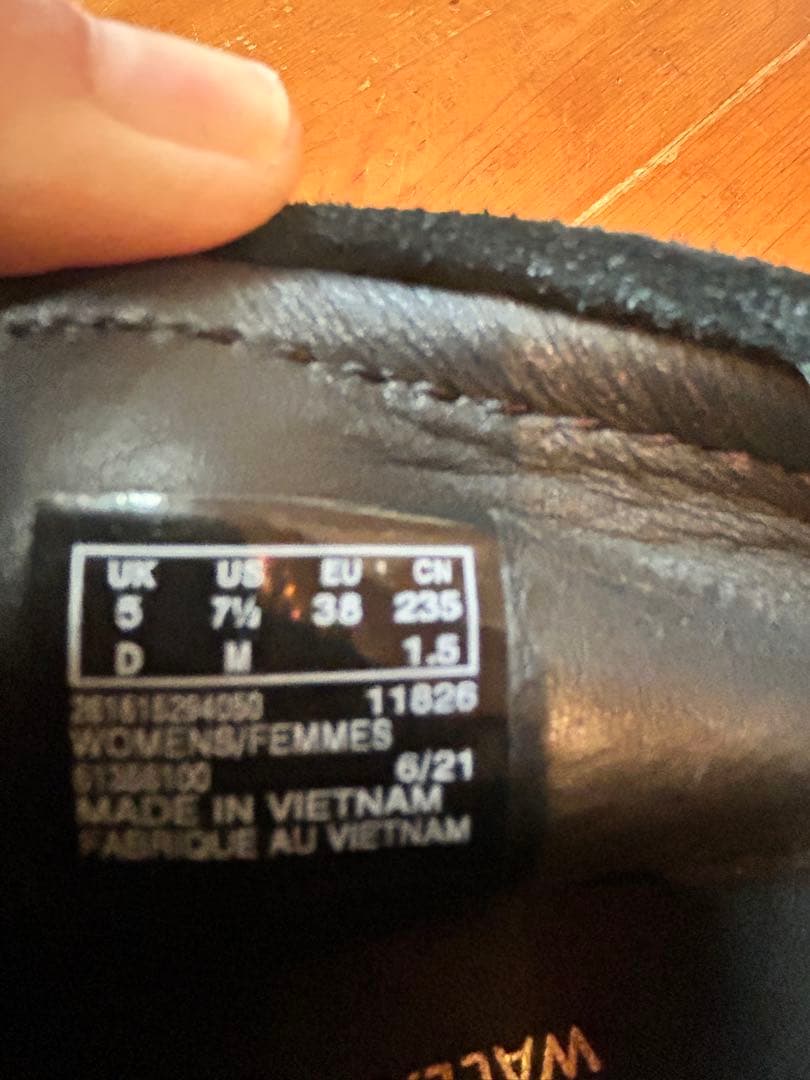 UK US EU CN
5 7½ 38 235
D M 1.5
261615294050 11826
WOMENS/FEMMES
6/21
MADE IN VIETNAM
FABRIQUE AU VIETNAM